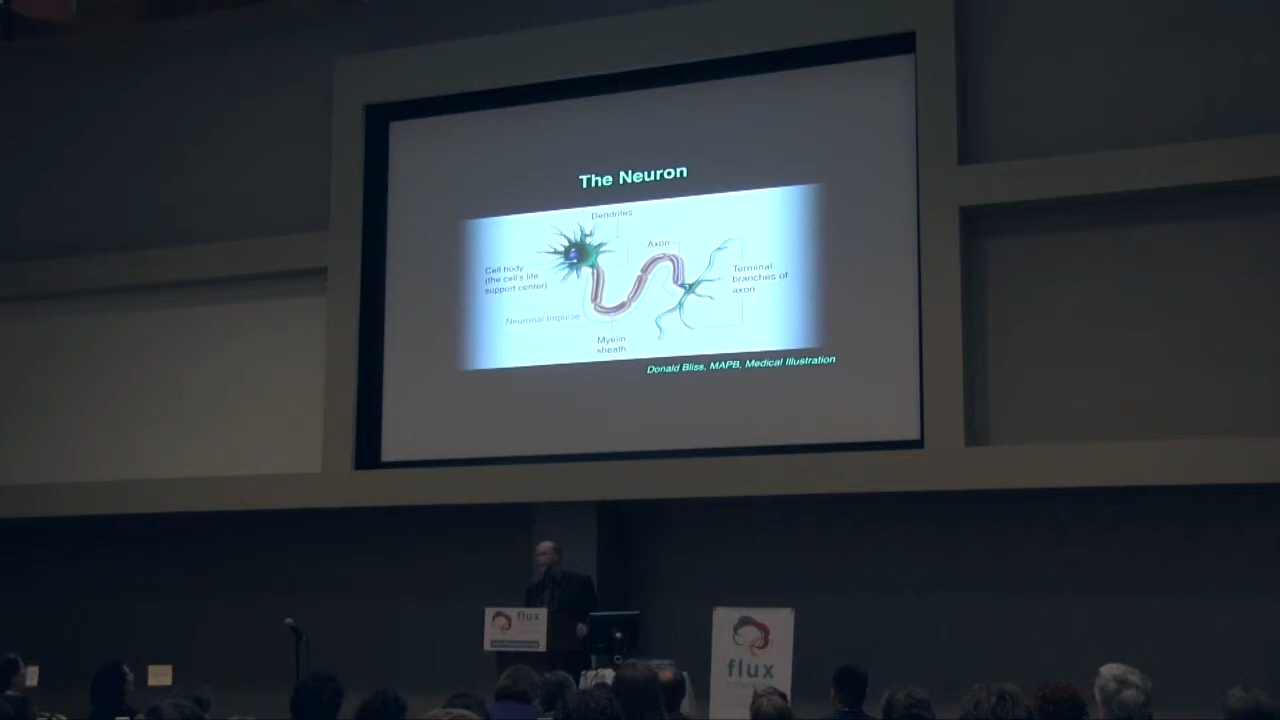 The Neuron
Dendrites
Axon
Cell body
(the cell's life
support center)
Terminal
branches of
axon
Neuronal Impulse
Myelin
sheath
Donald Bliss, MAPB, Medical Illustration
flux
flux